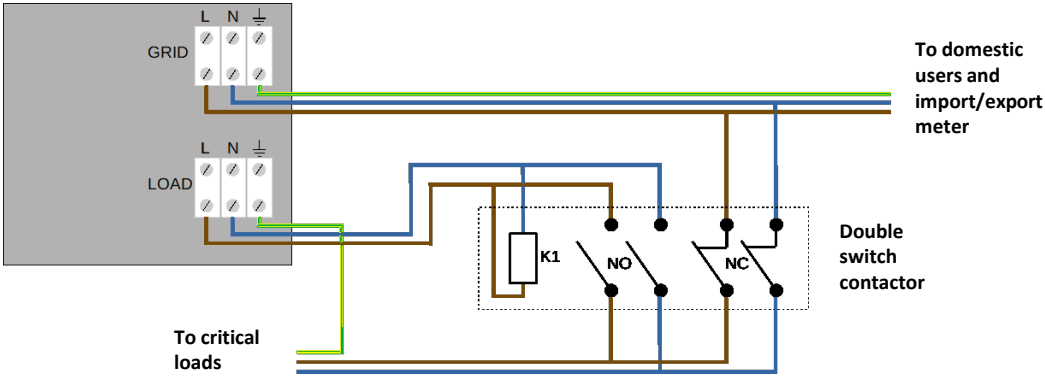 L N
GRID
To domestic
users and
import/export
meter
L N
LOAD
K1
NO
NC
Double
switch
contactor
To critical
loads